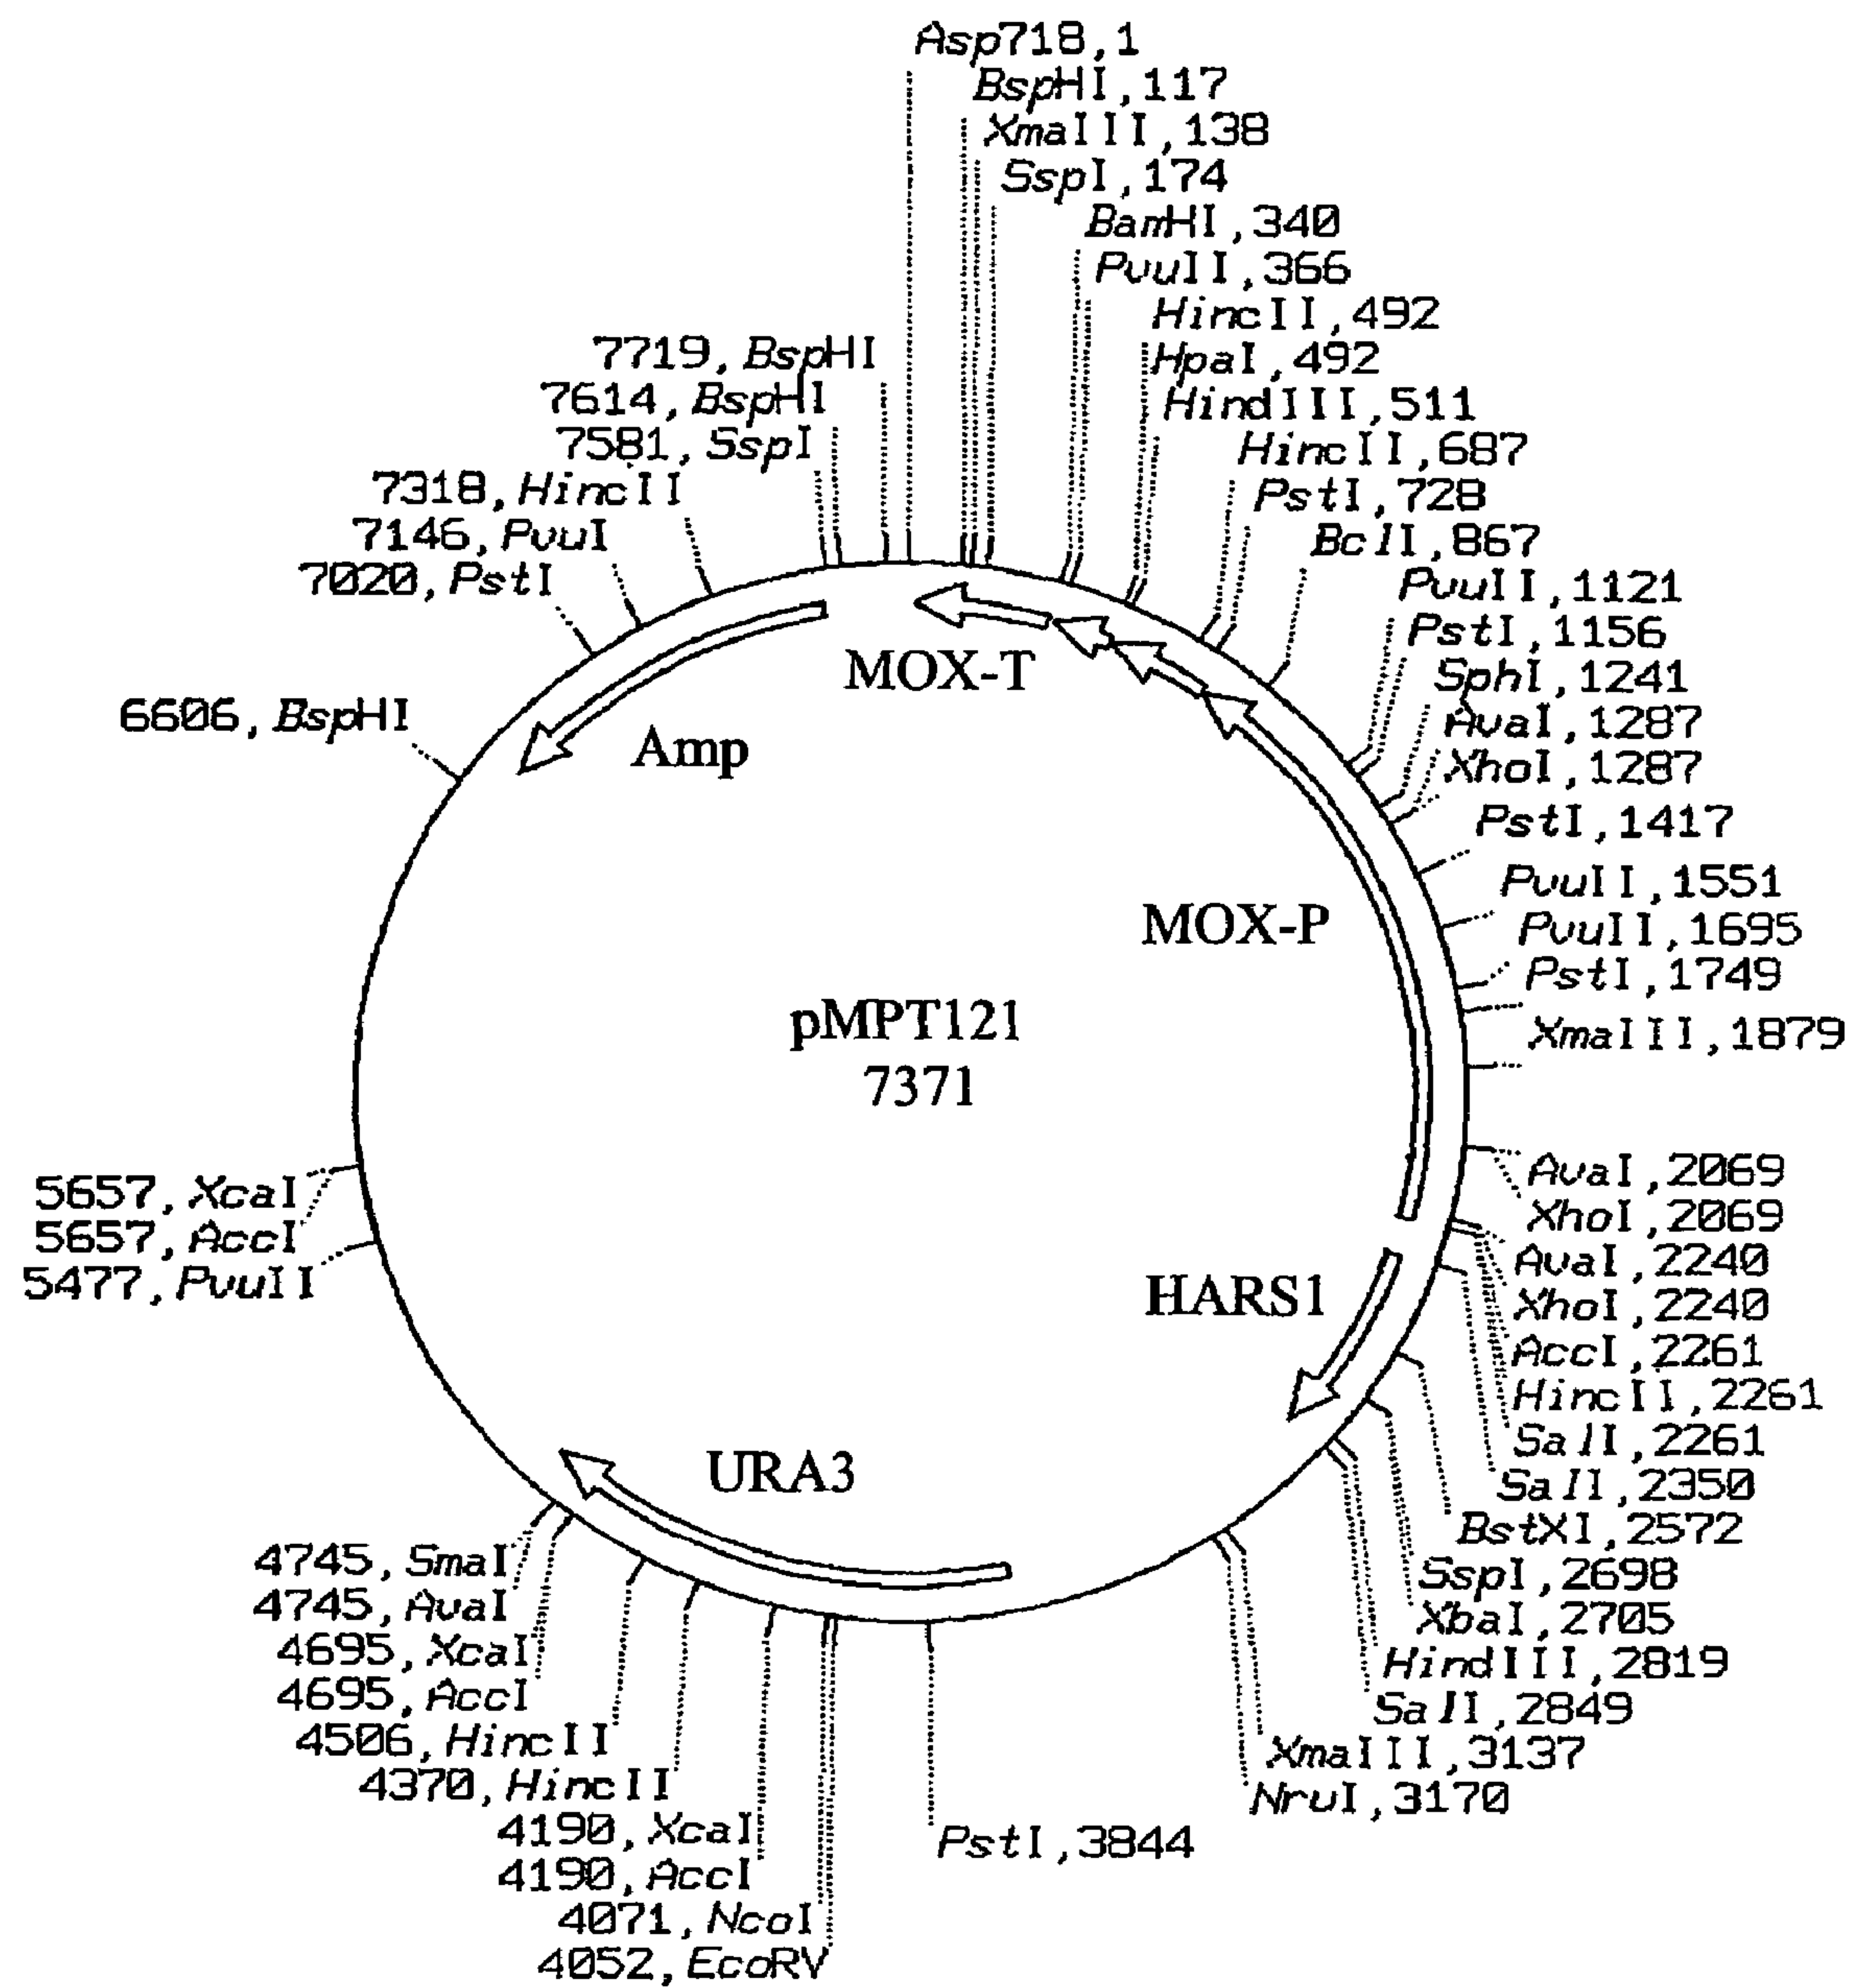 Asp718,1
BspHI,117
XmaIII,138
SspI,174
BamHI,340
PvuII,366
HincII,492
HpaI,492
HindIII,511
HincII,687
PstI,728
BclI,867
PvuII,1121
PstI,1156
SphI,1241
AvaI,1287
XhoI,1287
PstI,1417
PvuII,1551
PvuII,1695
PstI,1749
XmaIII,1879
AvaI,2069
XhoI,2069
AvaI,2240
XhoI,2240
AccI,2261
HincII,2261
SalI,2261
SalI,2350
BstXI,2572
SspI,2698
XbaI,2705
HindIII,2819
SalI,2849
XmaIII,3137
NruI,3170
PstI,3844
7719,BspHI
7614,BspHI
7581,SspI
7318,HincII
7146,PvuI
7020,PstI
6606,BspHI
5657,XcaI
5657,AccI
5477,PvuII
4745,SmaI
4745,AvaI
4695,XcaI
4695,AccI
4506,HincII
4370,HincII
4190,XcaI
4190,AccI
4071,NcoI
4052,EcoRV
MOX-T
Amp
MOX-P
pMPT121
7371
HARS1
URA3